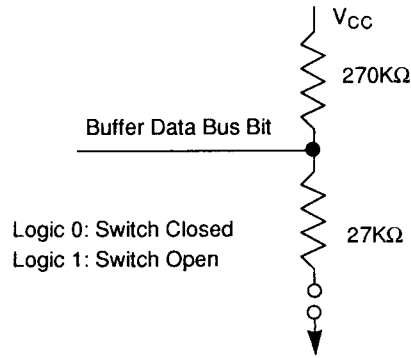 VCC
270KΩ
Buffer Data Bus Bit
Logic 0: Switch Closed
27KΩ
Logic 1: Switch Open